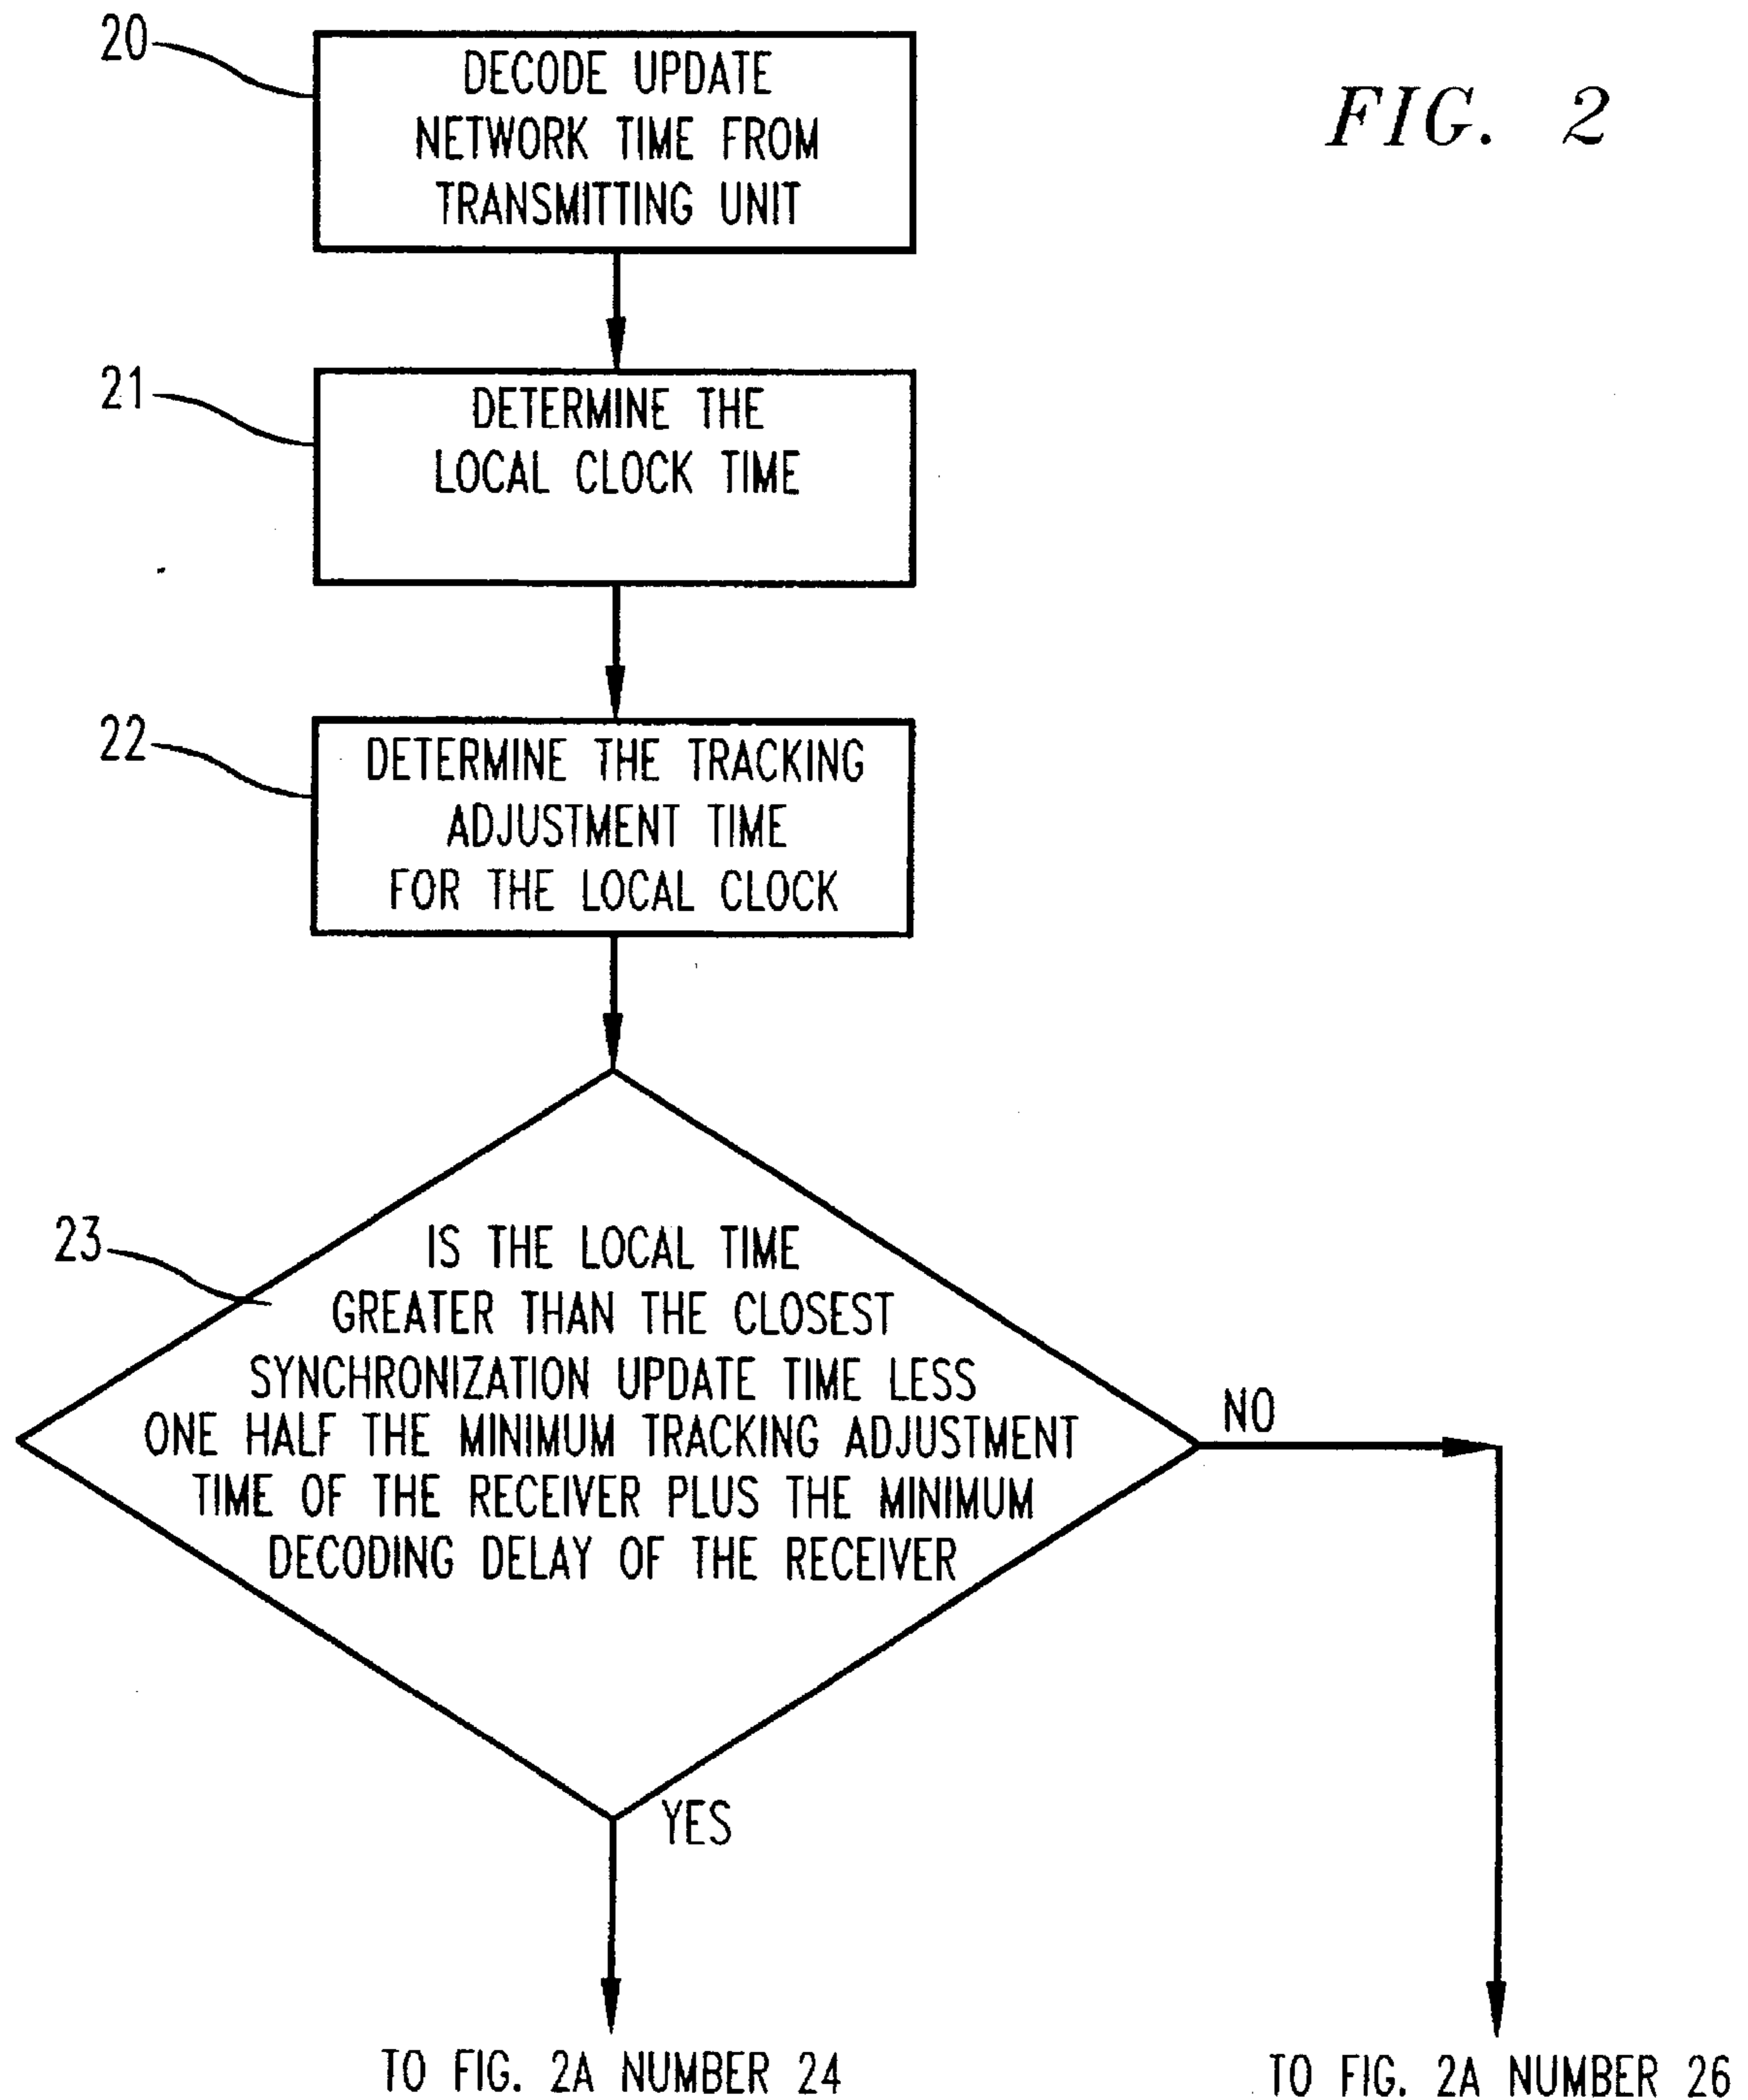 FIG. 2
20
DECODE UPDATE
NETWORK TIME FROM
TRANSMITTING UNIT
21
DETERMINE THE
LOCAL CLOCK TIME
22
DETERMINE THE TRACKING
ADJUSTMENT TIME
FOR THE LOCAL CLOCK
23
IS THE LOCAL TIME
GREATER THAN THE CLOSEST
SYNCHRONIZATION UPDATE TIME LESS
ONE HALF THE MINIMUM TRACKING ADJUSTMENT
TIME OF THE RECEIVER PLUS THE MINIMUM
DECODING DELAY OF THE RECEIVER
NO
YES
TO FIG. 2A NUMBER 24
TO FIG. 2A NUMBER 26